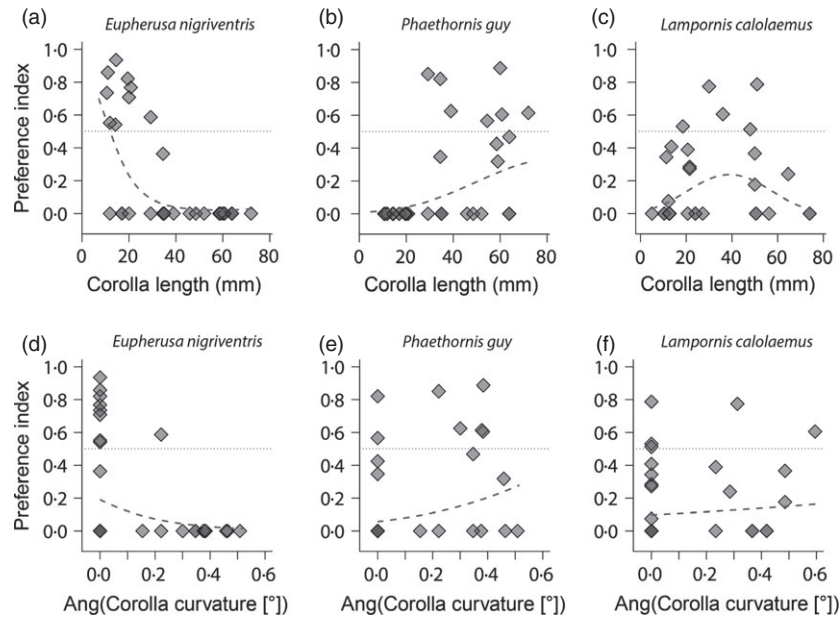 (a) Eupherusa nigriventris
(b) Phaethornis guy
(c) Lampornis calolaemus
Preference index
1·0
0·8
0·6
0·4
0·2
0·0
1·0
0·8
0·6
0·4
0·2
0·0
1·0
0·8
0·6
0·4
0·2
0·0
0 20 40 60 80
0 20 40 60 80
0 20 40 60 80
Corolla length (mm)
Corolla length (mm)
Corolla length (mm)
(d) Eupherusa nigriventris
(e) Phaethornis guy
(f) Lampornis calolaemus
Preference index
1·0
0·8
0·6
0·4
0·2
0·0
1·0
0·8
0·6
0·4
0·2
0·0
1·0
0·8
0·6
0·4
0·2
0·0
0·0 0·2 0·4 0·6
0·0 0·2 0·4 0·6
0·0 0·2 0·4 0·6
Ang(Corolla curvature [°])
Ang(Corolla curvature [°])
Ang(Corolla curvature [°])